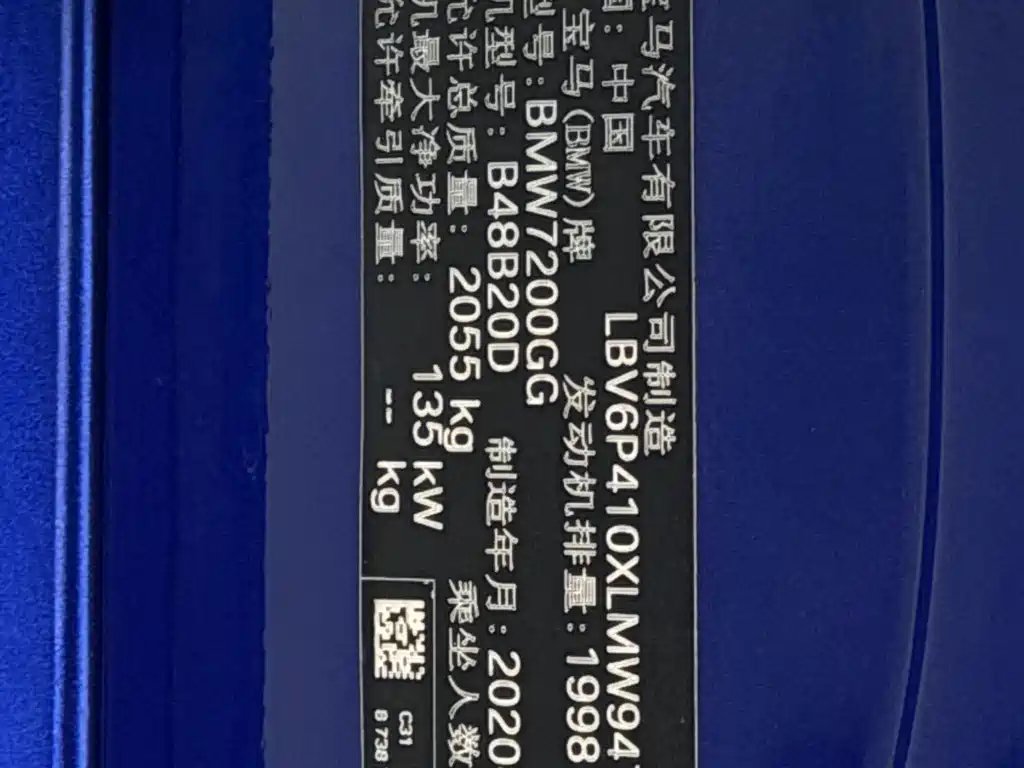 宝马汽车有限公司制造
国: 中国 LBV6P410XLMW94
宝马(BMW)牌 发动机排量: 1998
型号: BMW7200GG
机型号: B48B20D 制造年月: 2020
允许总质量: 2055 kg 乘坐人数
机最大净功率: 135 kW
允许牵引质量: -- kg
C31
8 738